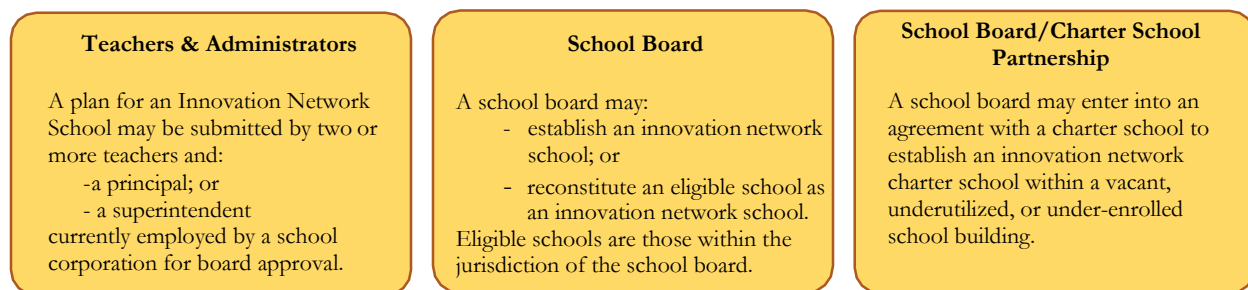 Teachers & Administrators
A plan for an Innovation Network
School may be submitted by two or
more teachers and:
-a principal; or
- a superintendent
currently employed by a school
corporation for board approval.
School Board
A school board may:
- establish an innovation network
school; or
- reconstitute an eligible school as
an innovation network school.
Eligible schools are those within the
jurisdiction of the school board.
School Board/Charter School
Partnership
A school board may enter into an
agreement with a charter school to
establish an innovation network
charter school within a vacant,
underutilized, or under-enrolled
school building.